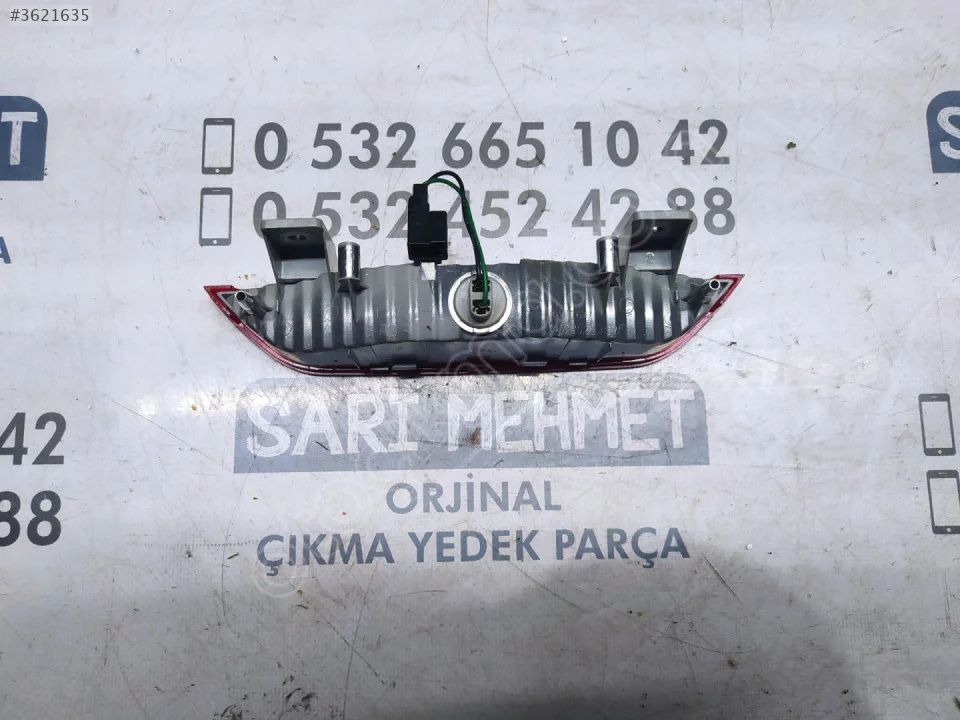 #3621635
0 532 665 10 42
0 532 452 42 88
42
88
SARI MEHMET
ORJİNAL
ÇIKMA YEDEK PARÇA